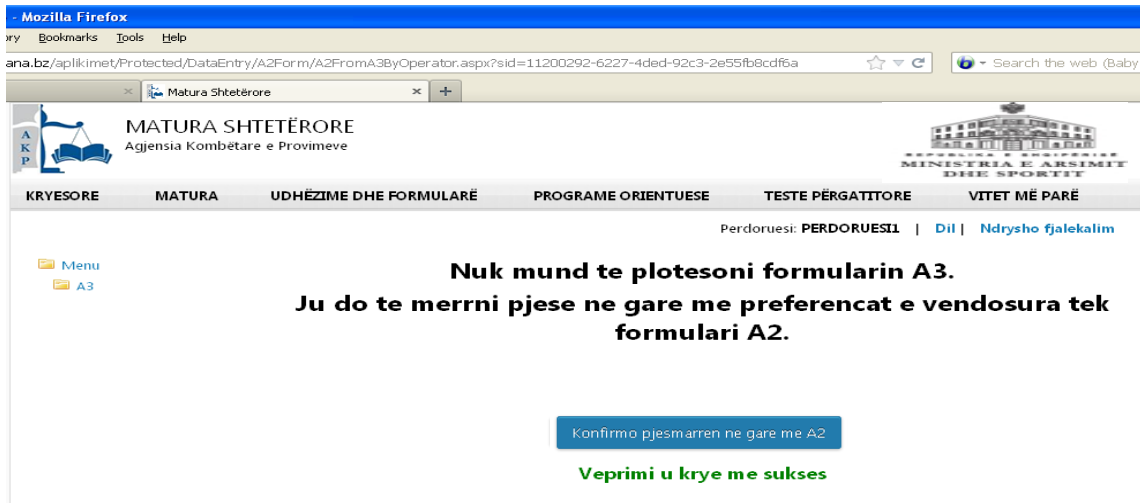 - Mozilla Firefox
ory Bookmarks Tools Help
ana.bz/aplikimet/Protected/DataEntry/A2Form/A2FromA3ByOperator.aspx?sid=11200292-6227-4ded-92c3-2e55fb8cdf6a Search the web (Baby
Matura Shtetërore
AKP
MATURA SHTETËRORE
Agjensia Kombëtare e Provimeve
REPUBLIKA E SHQIPËRISË
MINISTRIA E ARSIMIT
DHE SPORTIT
KRYESORE MATURA UDHËZIME DHE FORMULARË PROGRAME ORIENTUESE TESTE PËRGATITORE VITET MË PARË
Perdoruesi: PERDORUESI1 | Dil | Ndrysho fjalekalim
Menu
A3
Nuk mund te plotesoni formularin A3.
Ju do te merrni pjese ne gare me preferencat e vendosura tek
formulari A2.
Konfirmo pjesmarren ne gare me A2
Veprimi u krye me sukses